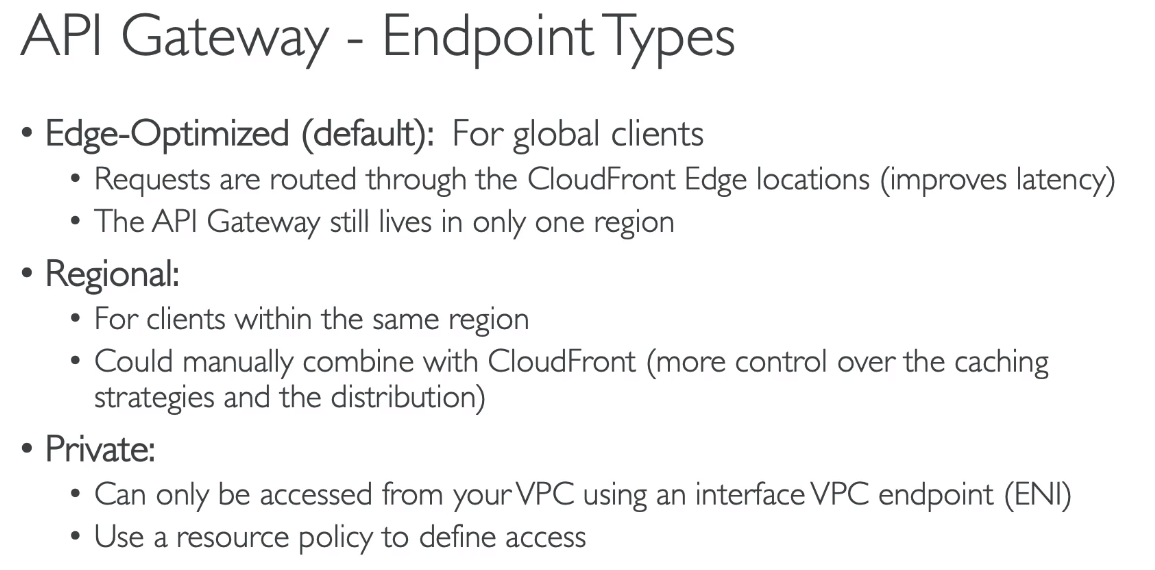 API Gateway - Endpoint Types
• Edge-Optimized (default): For global clients
• Requests are routed through the CloudFront Edge locations (improves latency)
• The API Gateway still lives in only one region
• Regional:
• For clients within the same region
• Could manually combine with CloudFront (more control over the caching
strategies and the distribution)
• Private:
• Can only be accessed from your VPC using an interface VPC endpoint (ENI)
• Use a resource policy to define access